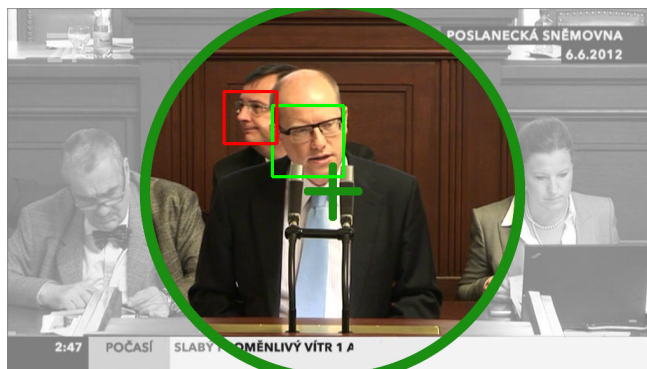 POSLANECKÁ SNĚMOVNA
6.6.2012
2:47 POČASÍ SLABÝ PROMĚNLIVÝ VÍTR 1 A